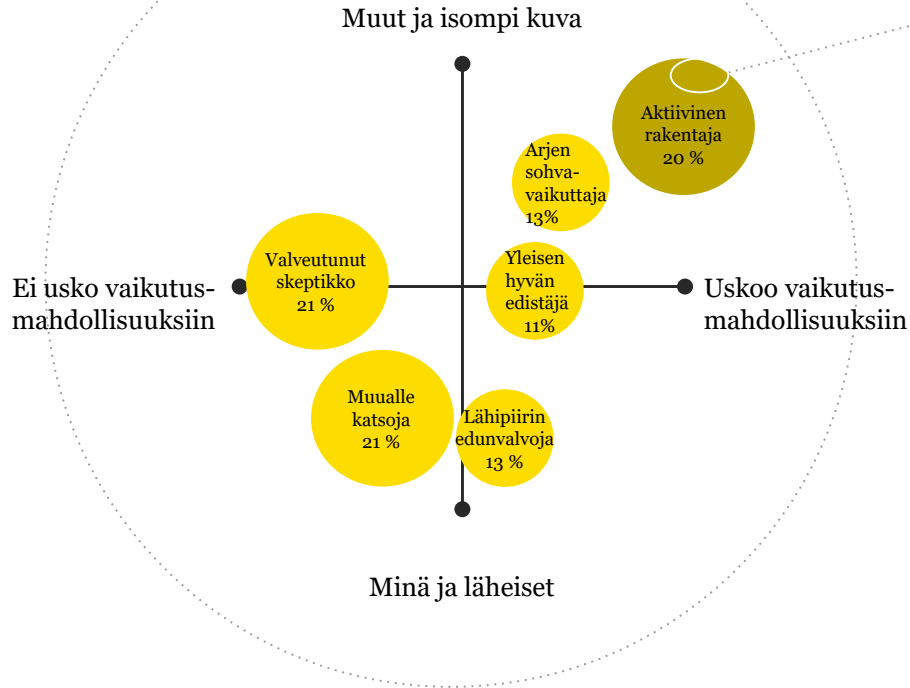 Muut ja isompi kuva
Aktiivinen
rakentaja
20 %
Arjen
sohva-
vaikuttaja
13%
Valveutunut
skeptikko
21 %
Yleisen
hyvän
edistäjä
11%
Ei usko vaikutus-
mahdollisuuksiin
Uskoo vaikutus-
mahdollisuuksiin
Muualle
katsoja
21 %
Lähipiirin
edunvalvoja
13 %
Minä ja läheiset